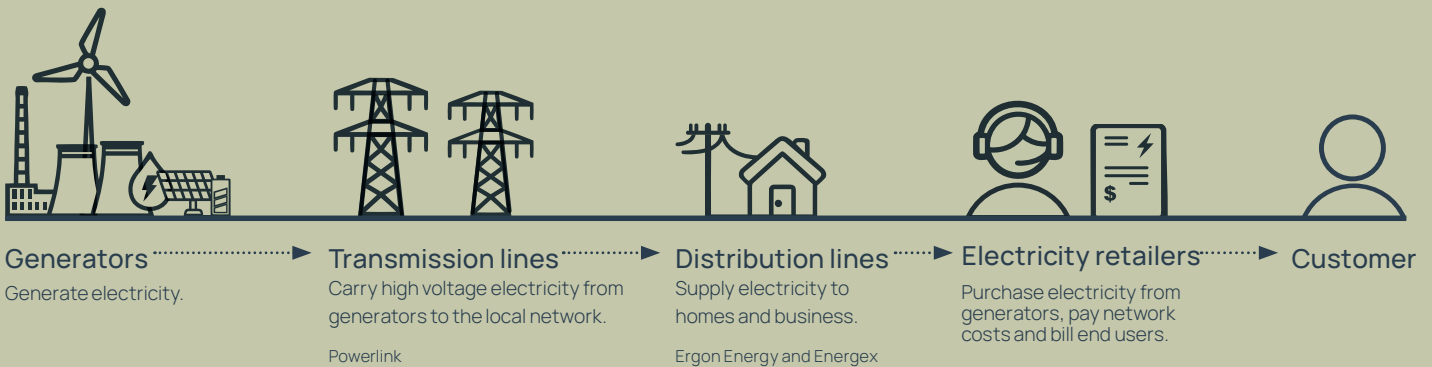 $
Generators
Generate electricity.
Transmission lines
Carry high voltage electricity from
generators to the local network.
Powerlink
Distribution lines
Supply electricity to
homes and business.
Ergon Energy and Energex
Electricity retailers
Purchase electricity from
generators, pay network
costs and bill end users.
Customer